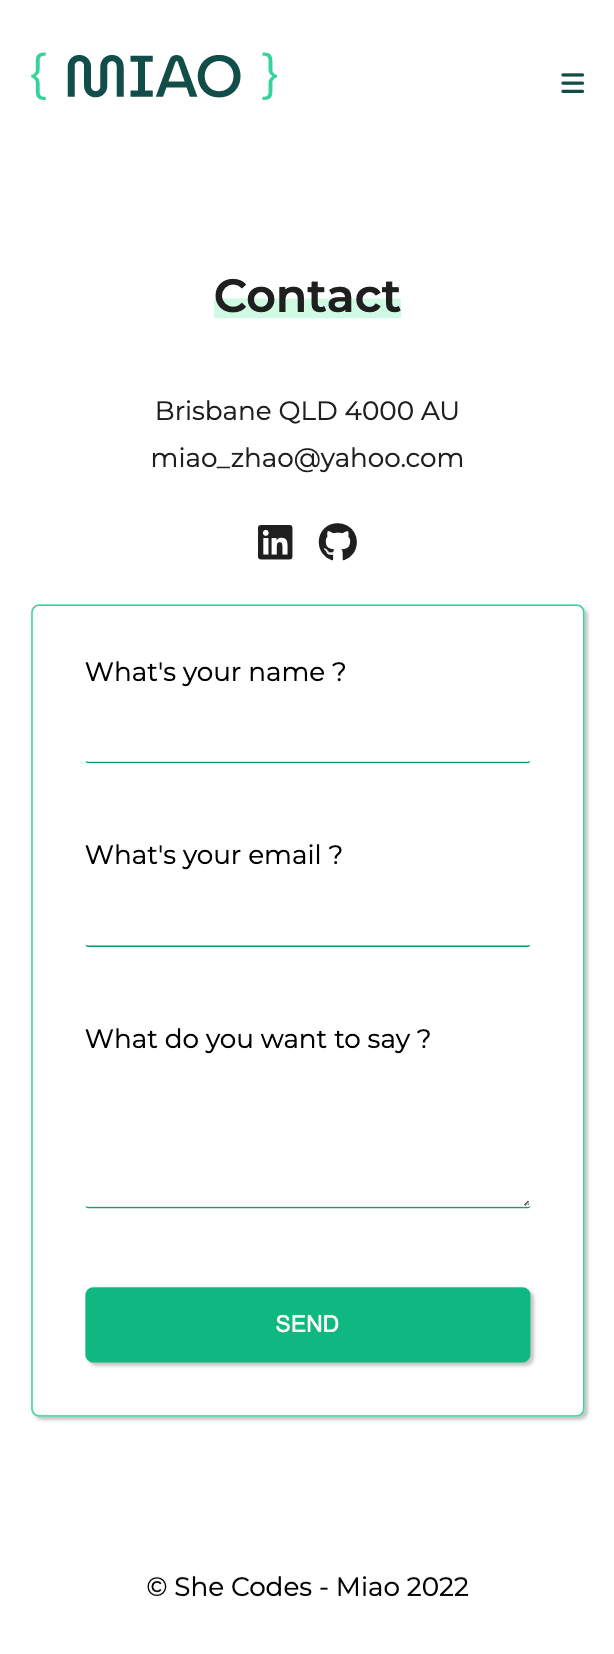 { MIAO }
Contact
Brisbane QLD 4000 AU
miao_zhao@yahoo.com
in
What's your name ?
What's your email ?
What do you want to say ?
SEND
© She Codes - Miao 2022